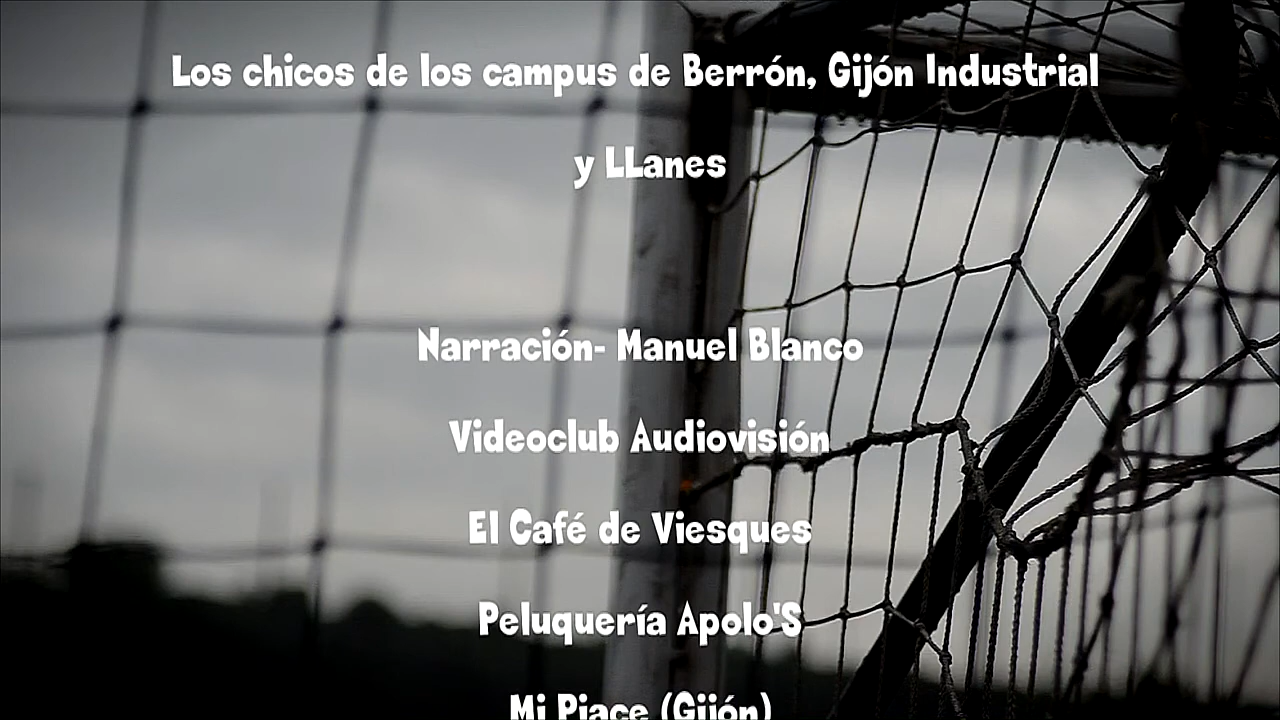 Los chicos de los campus de Berrón, Gijón Industrial
y LLanes
Narración- Manuel Blanco
Videoclub Audiovisión
El Café de Viesques
Peluquería Apolo'S
Mi Piace (Gijón)